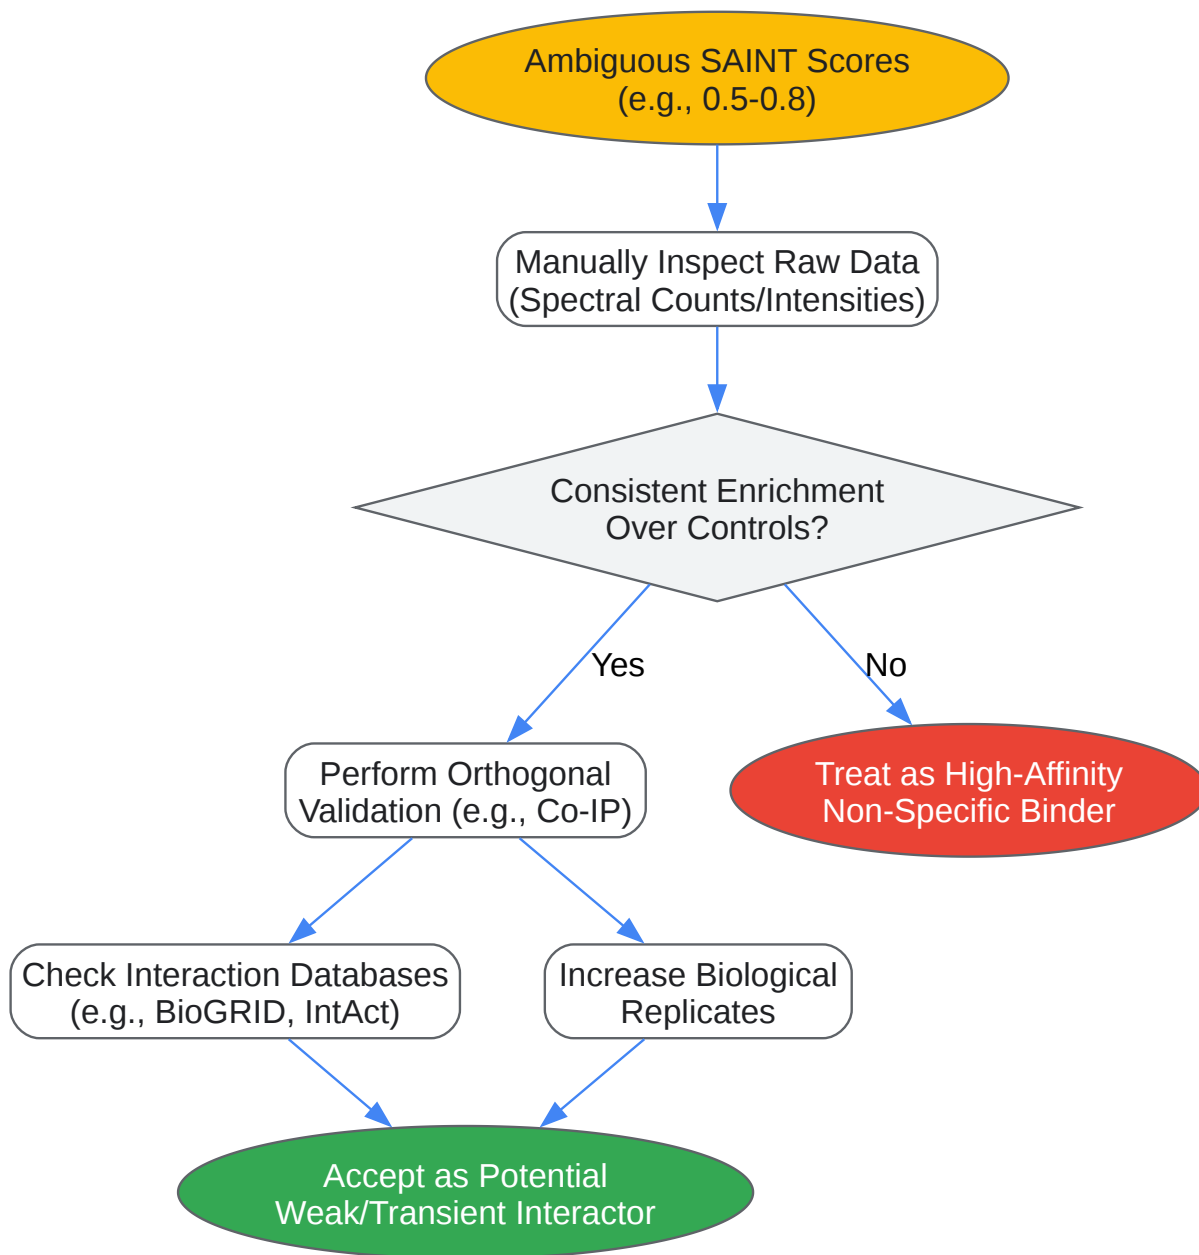 Ambiguous SAINT Scores
(e.g., 0.5-0.8)
Manually Inspect Raw Data
(Spectral Counts/Intensities)
Consistent Enrichment
Over Controls?
Yes
No
Perform Orthogonal
Validation (e.g., Co-IP)
Treat as High-Affinity
Non-Specific Binder
Check Interaction Databases
(e.g., BioGRID, IntAct)
Increase Biological
Replicates
Accept as Potential
Weak/Transient Interactor